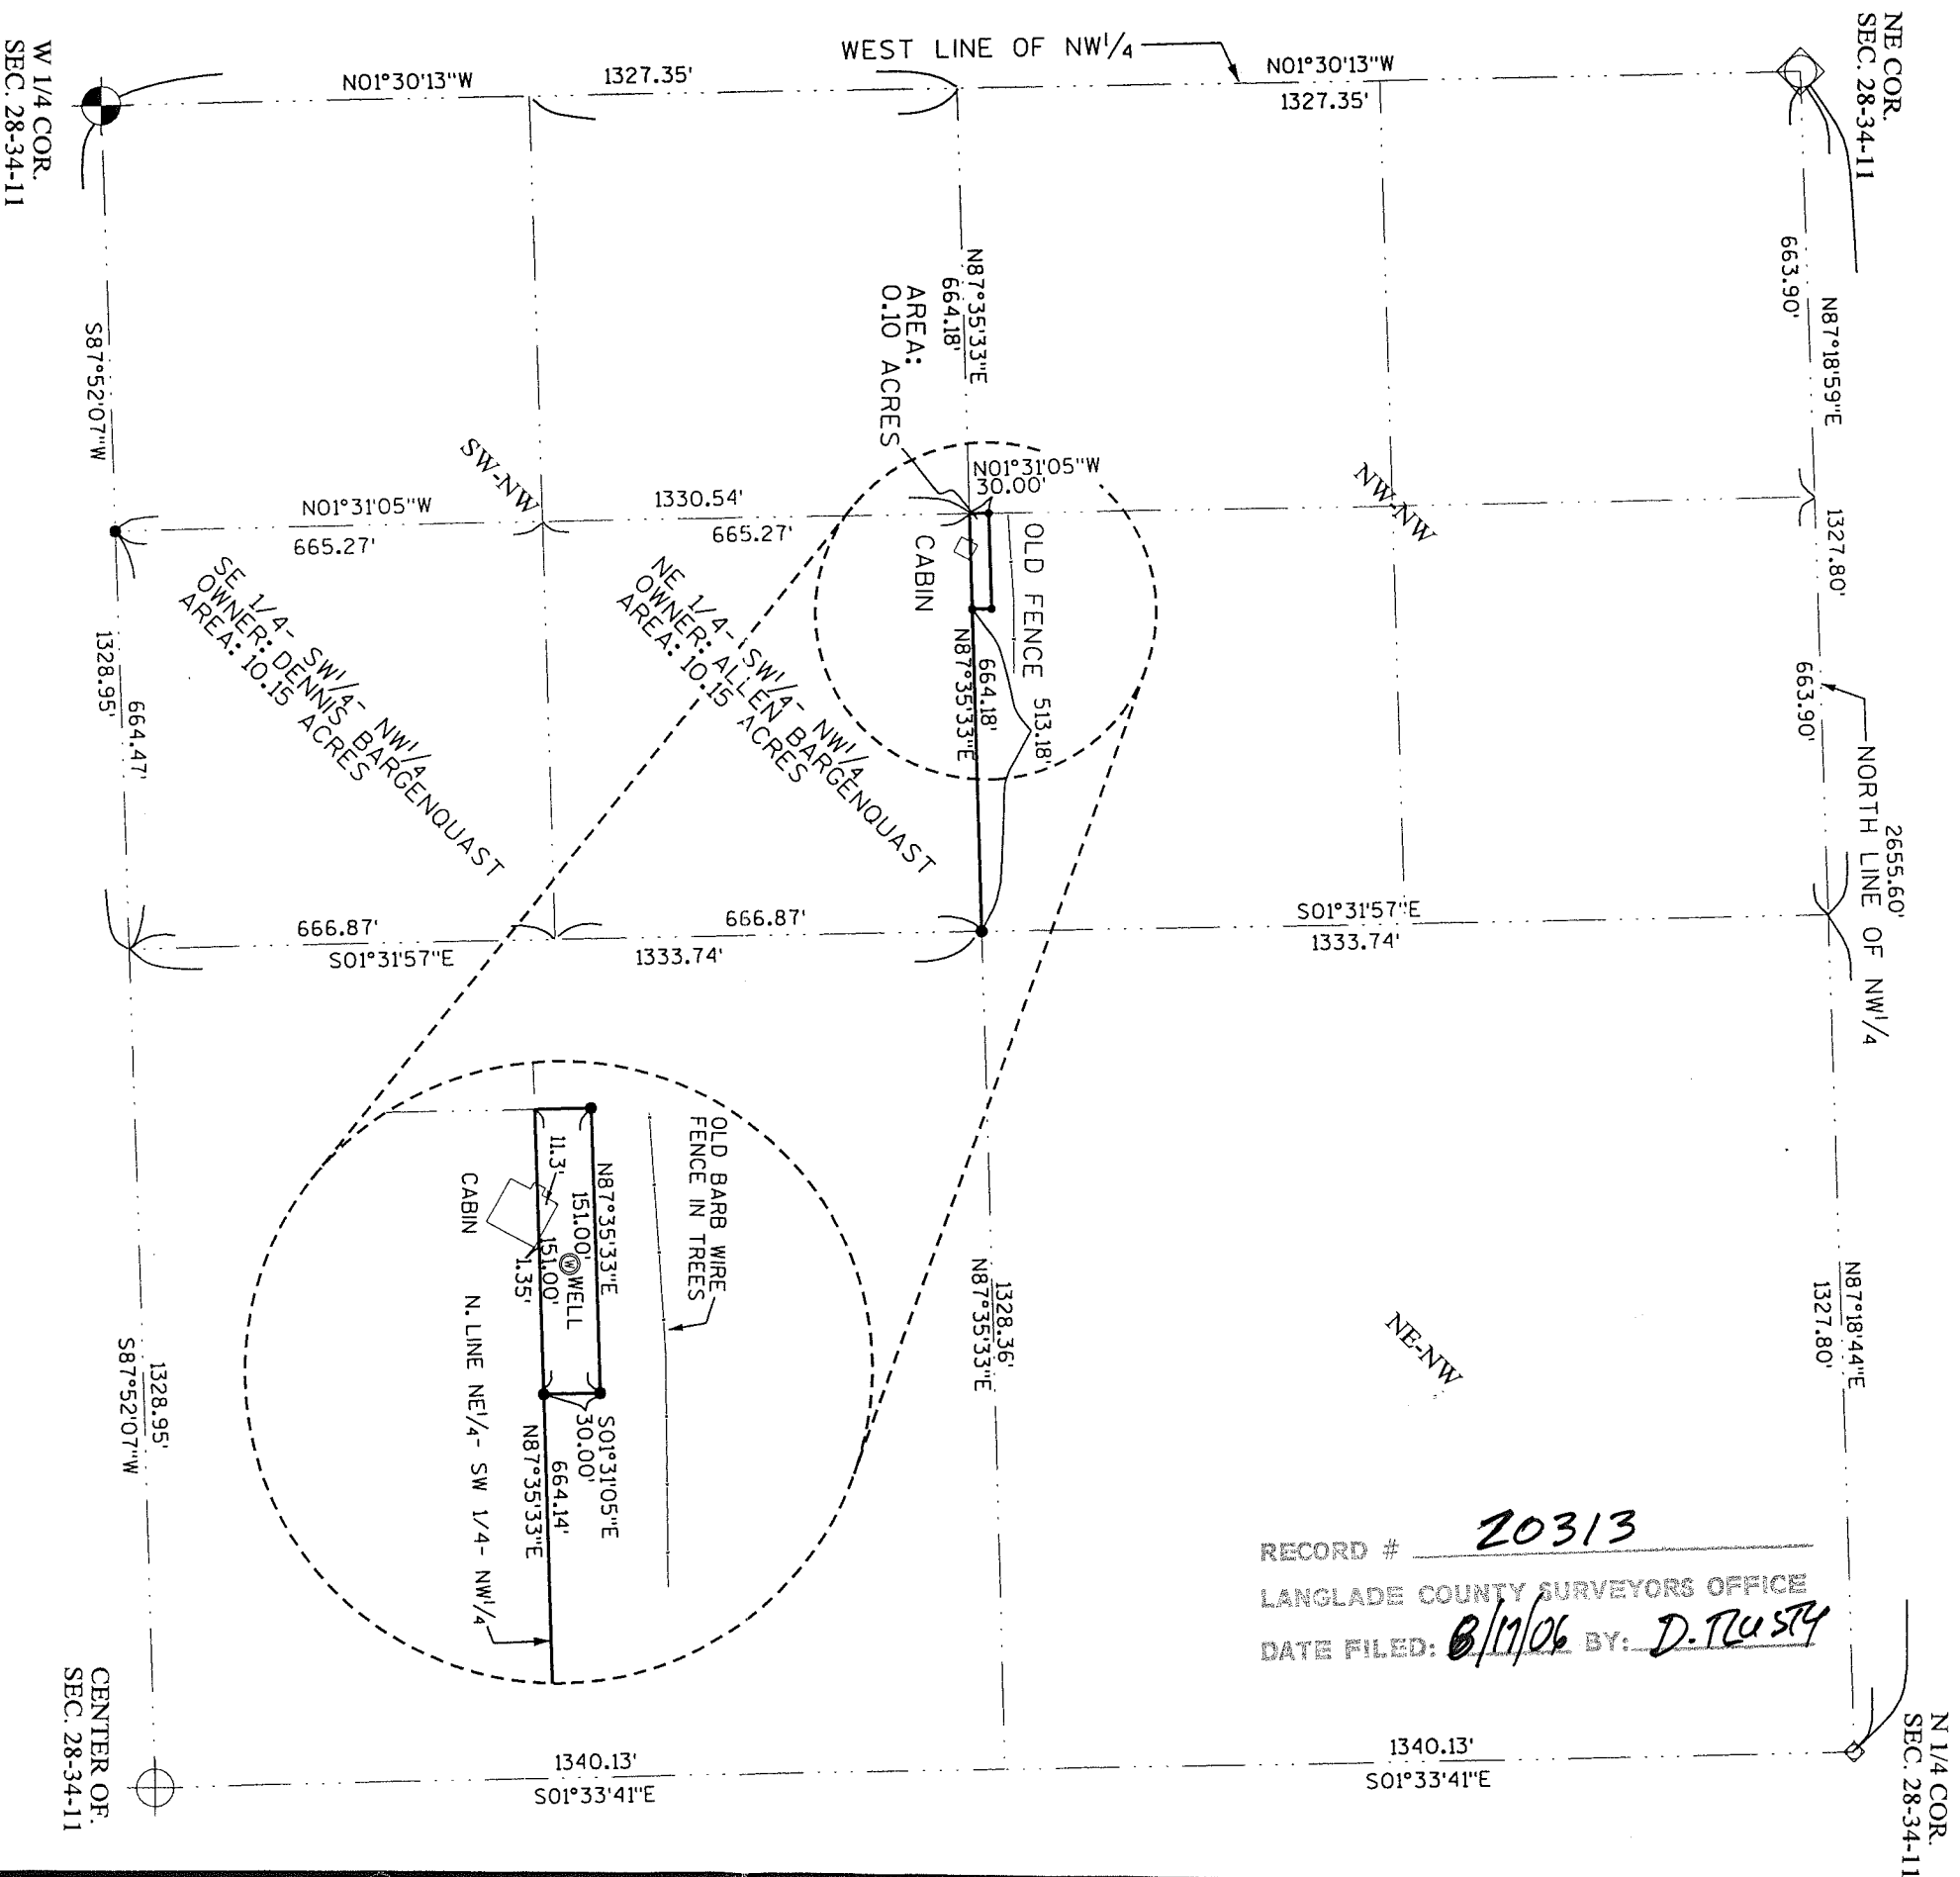 NE COR.
SEC. 28-34-11
WEST LINE OF NW1/4
N01°30'13"W
1327.35'
N01°30'13"W
1327.35'
W 1/4 COR.
SEC. 28-34-11
663.90'
N87°18'59"E
1327.80'
663.90'
2655.60'
NORTH LINE OF NW1/4
N87°18'44"E
1327.80'
N 1/4 COR.
SEC. 28-34-11
N87°35'33"E
664.18'
AREA:
0.10 ACRES
N01°31'05"W
30.00'
OLD FENCE
CABIN
513.18'
664.18'
N87°35'33"E
NW-NW
SW-NW
N01°31'05"W
1330.54'
665.27'
665.27'
S87°52'07"W
1328.95'
664.47'
SE 1/4- SW1/4- NW1/4
OWNER: DENNIS BARGENQUAST
AREA: 10.15 ACRES
NE 1/4- SW1/4- NW1/4
OWNER: ALLEN BARGENQUAST
AREA: 10.15 ACRES
666.87'
S01°31'57"E
666.87'
1333.74'
S01°31'57"E
1333.74'
OLD BARB WIRE
FENCE IN TREES
N87°35'33"E
151.00'
WELL
W
11.3'
151.00'
1.35'
CABIN
S01°31'05"E
30.00'
664.14'
N87°35'33"E
N. LINE NE1/4- SW 1/4- NW1/4
1328.36'
N87°35'33"E
NE-NW
1328.95'
S87°52'07"W
1340.13'
S01°33'41"E
1340.13'
S01°33'41"E
CENTER OF.
SEC. 28-34-11
RECORD # 20313
LANGLADE COUNTY SURVEYORS OFFICE
DATE FILED: 8/17/06 BY: D. TLUSTY